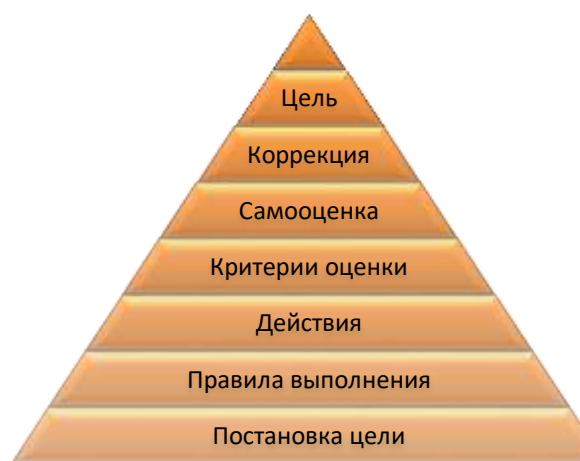 Цель
Коррекция
Самооценка
Критерии оценки
Действия
Правила выполнения
Постановка цели